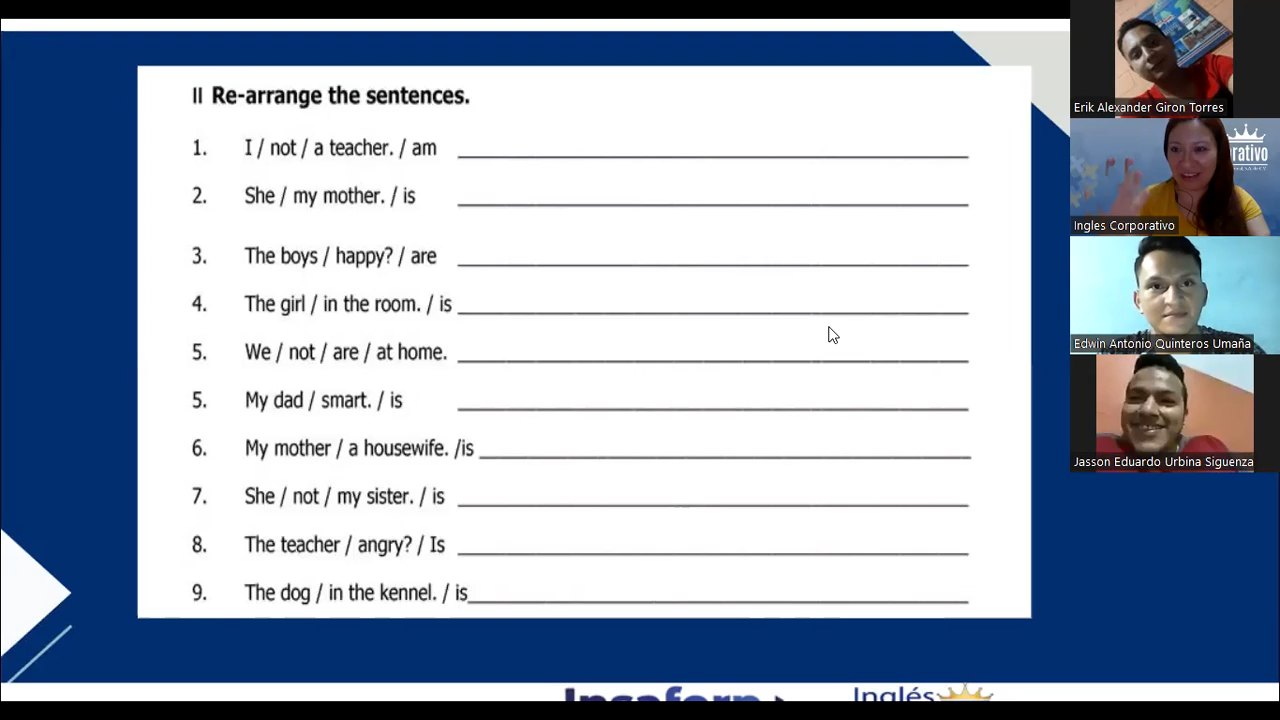 II Re-arrange the sentences.
1. I / not / a teacher. / am
2. She / my mother. / is
3. The boys / happy? / are
4. The girl / in the room. / is
5. We / not / are / at home.
5. My dad / smart. / is
6. My mother / a housewife. /is
7. She / not / my sister. / is
8. The teacher / angry? / Is
9. The dog / in the kennel. / is
Inglés
Erik Alexander Giron Torres
Ingles Corporativo
Edwin Antonio Quinteros Umaña
Jasson Eduardo Urbina Siguenza